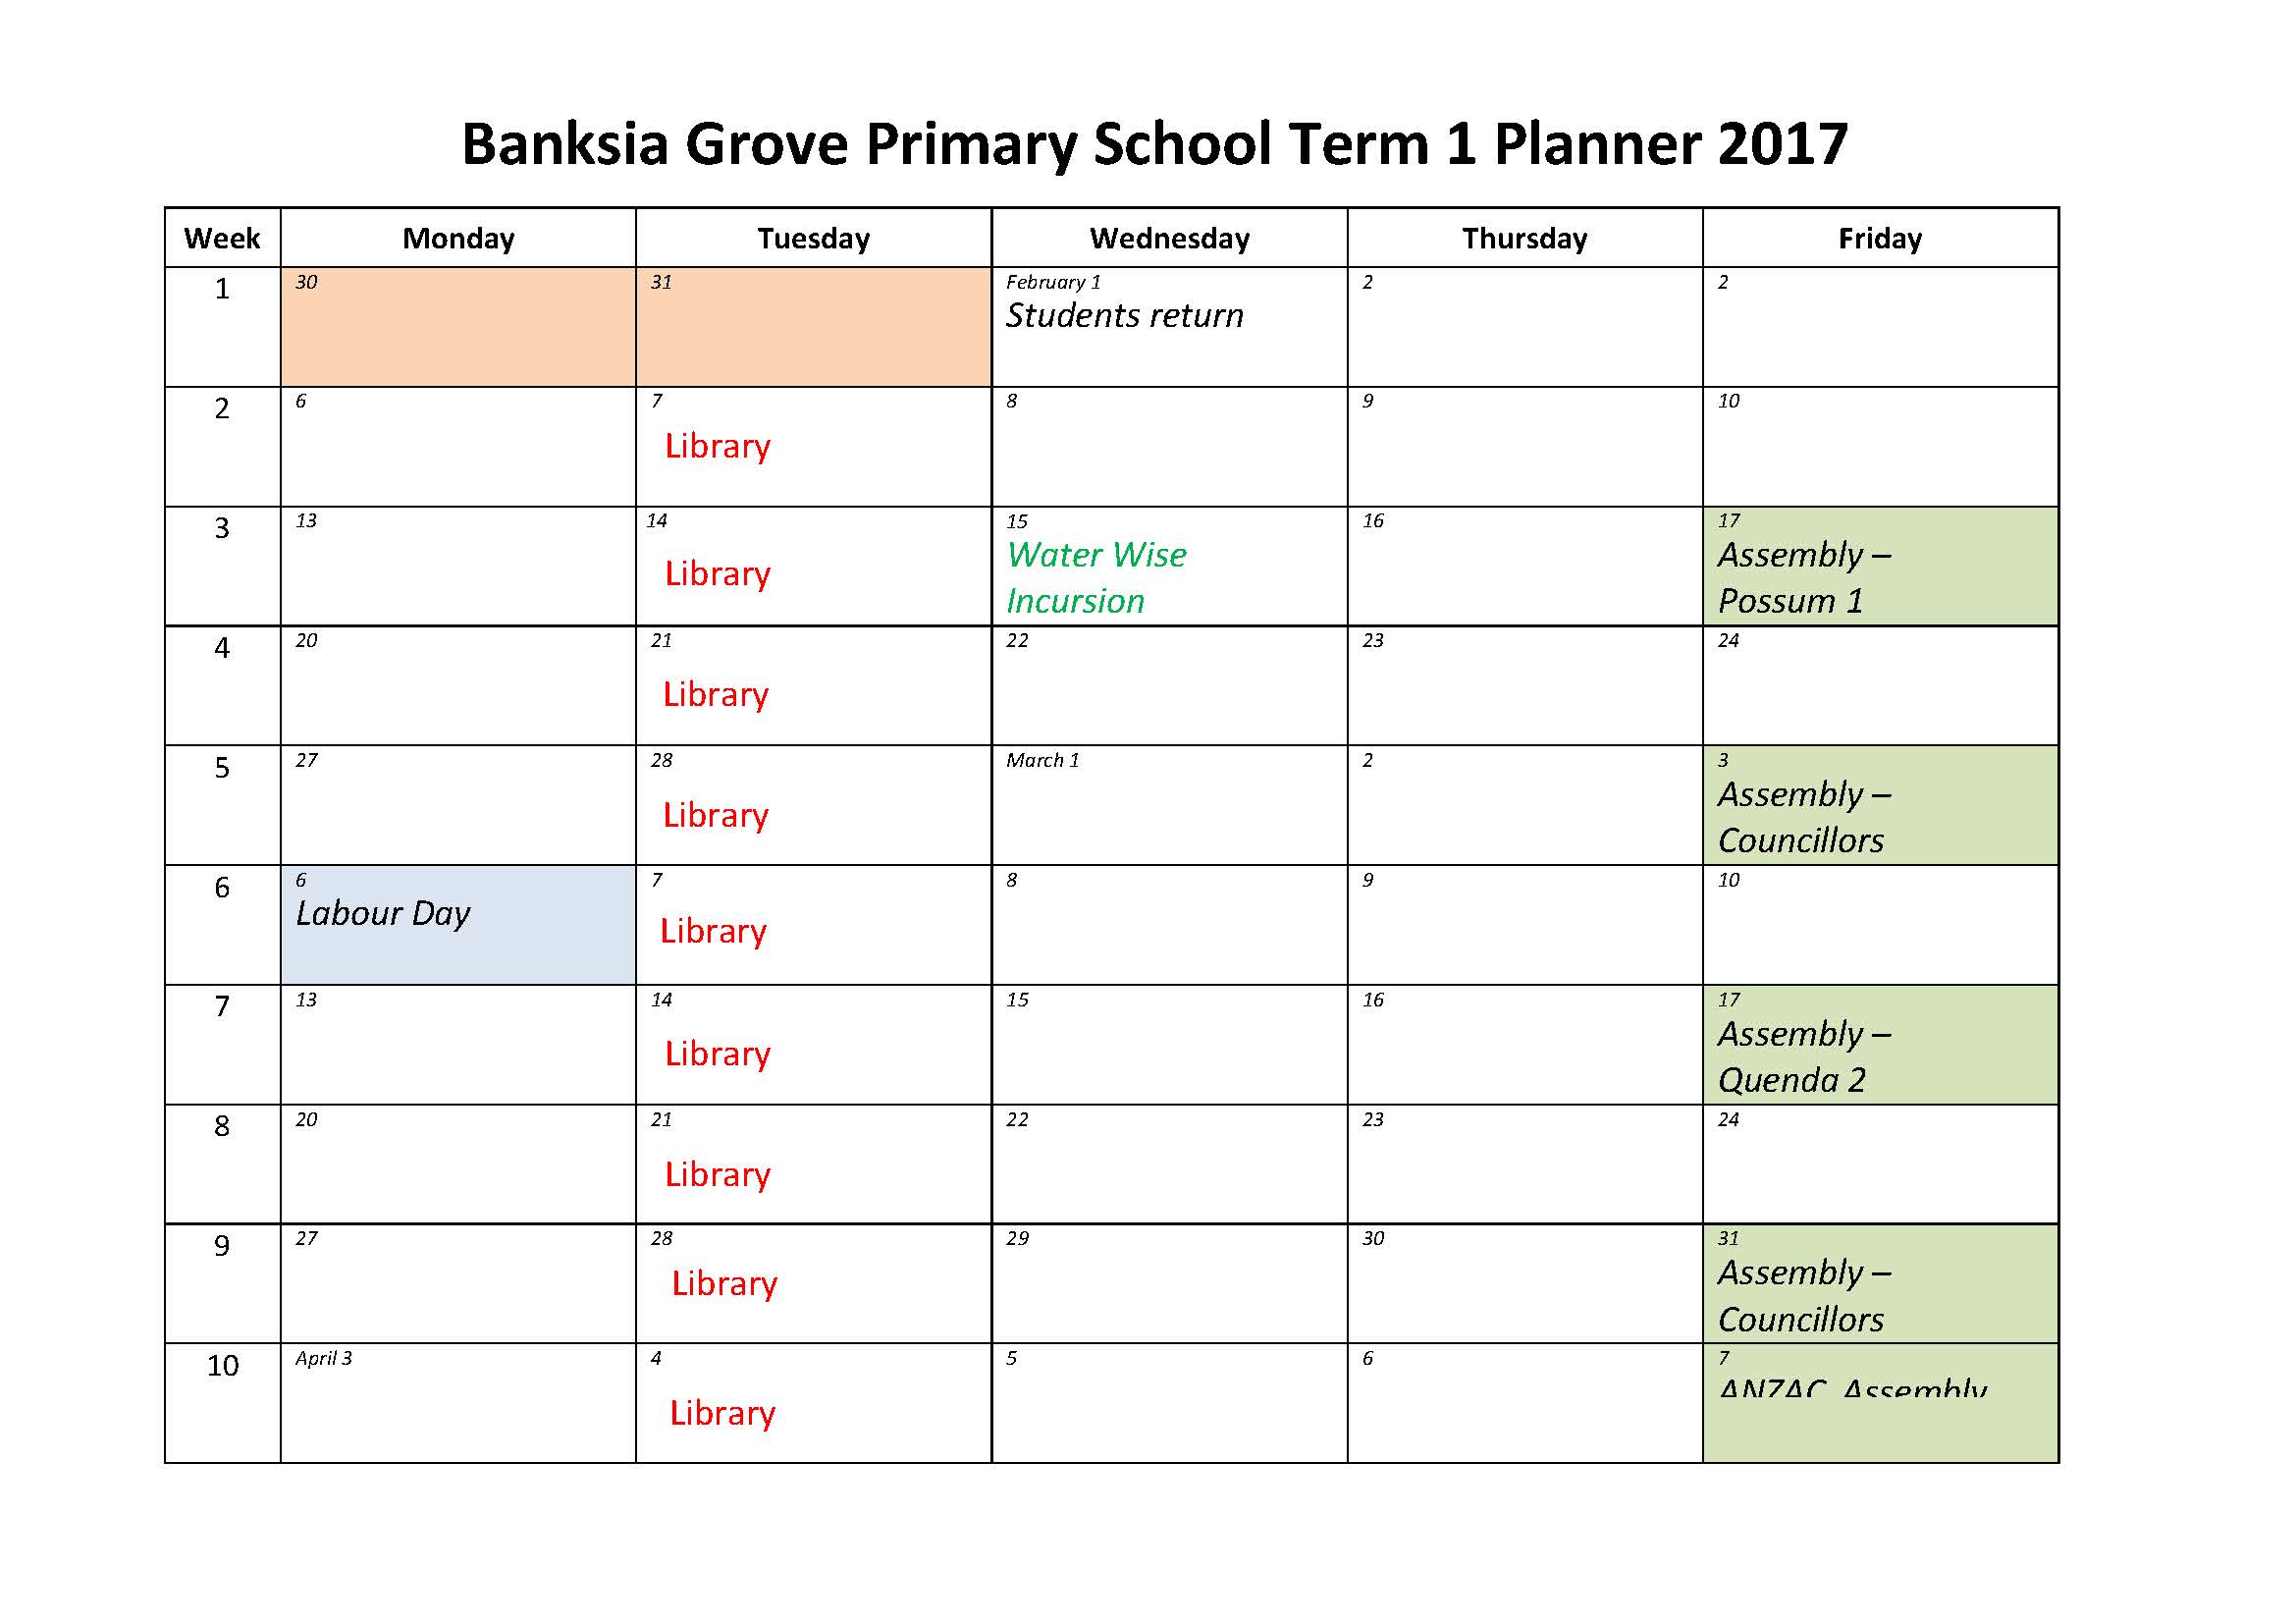 Banksia Grove Primary School Term 1 Planner 2017
Week Monday Tuesday Wednesday Thursday Friday
1 30 31 February 1 2 2
Students return
2 6 7 8 9 10
Library
3 13 14 15 16 17
Water Wise Assembly –
Library
Incursion Possum 1
4 20 21 22 23 24
Library
5 27 28 March 1 2 3
Assembly –
Library
Councillors
6 6 7 8 9 10
Labour Day
Library
7 13 14 15 16 17
Assembly –
Library
Quenda 2
8 20 21 22 23 24
Library
9 27 28 29 30 31
Library Assembly –
Councillors
10 April 3 4 5 6 7
ANZAC Assembly
Library